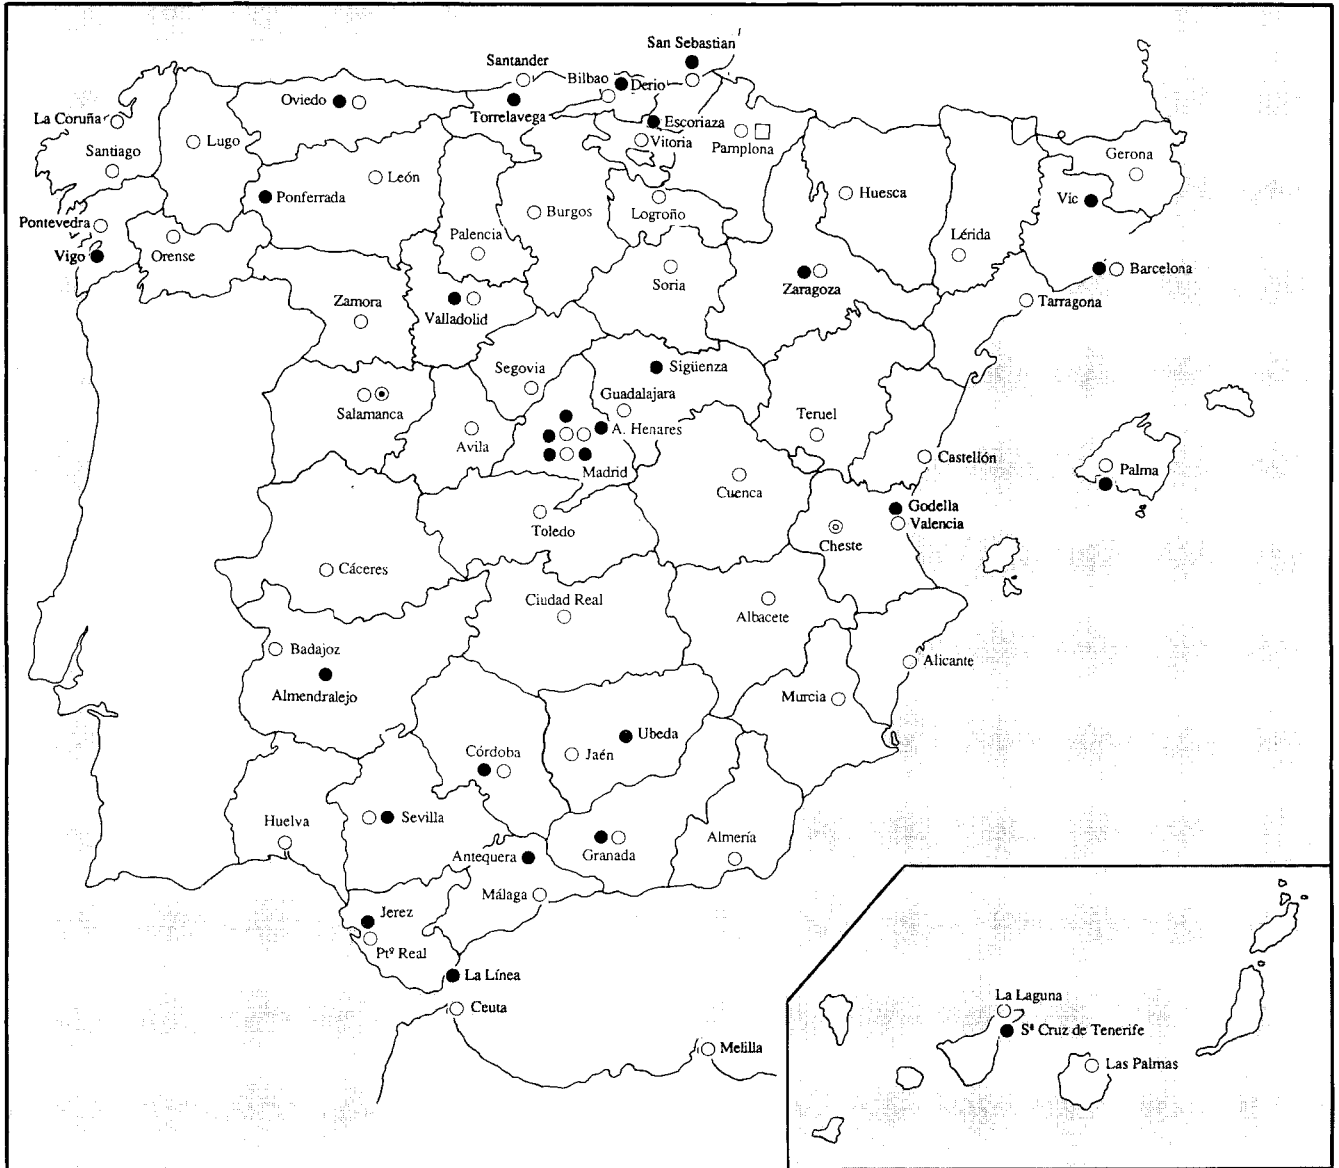 San Sebastian
Santander
Bilbao
Derio
Oviedo
Torrelavega
La Coruña
Lugo
Escoriaza
Vitoria
Pamplona
Santiago
Gerona
León
Ponferrada
Huesca
Vic
Burgos
Logroño
Pontevedra
Palencia
Lérida
Vigo
Orense
Soria
Zaragoza
Barcelona
Zamora
Valladolid
Tarragona
Segovia
Sigüenza
Guadalajara
Salamanca
Teruel
Avila
A. Henares
Madrid
Castellón
Palma
Cuenca
Godella
Valencia
Toledo
Cheste
Cáceres
Ciudad Real
Albacete
Badajoz
Alicante
Almendralejo
Murcia
Ubeda
Córdoba
Jaén
Huelva
Sevilla
Almería
Antequera
Granada
Málaga
Jerez
Ptº Real
La Línea
Ceuta
Melilla
La Laguna
Sª Cruz de Tenerife
Las Palmas